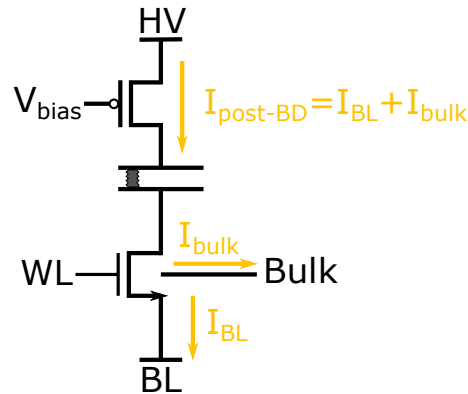 HV
V_bias
I_post-BD=I_BL+I_bulk
I_bulk
WL
Bulk
I_BL
BL